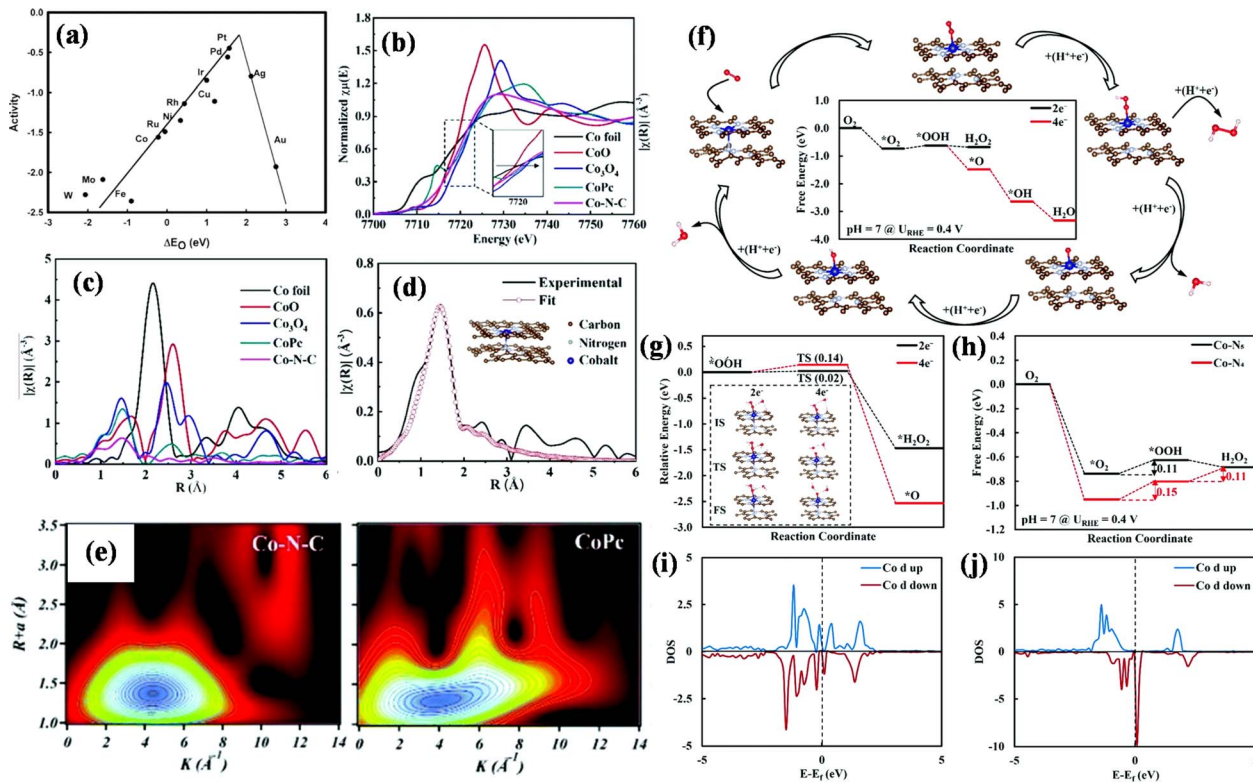 (a)
Activity
0.0
-0.5
-1.0
-1.5
-2.0
-2.5
Pt
Pd
Ir
Ag
Cu
Rh
Ni
Ru
Co
Au
Mo
W
Fe
-4 -3 -2 -1 0 1 2 3 4
ΔEO (eV)
(b)
Normalized χμ(E)
1.8
1.5
1.2
0.9
0.6
0.3
0.0
Co foil
CoO
Co3O4
CoPc
Co-N-C
7720
7700 7710 7720 7730 7740 7750 7760
Energy (eV)
|χ(R)| (Å-3)
(c)
|χ(R)| (Å-3)
5
4
3
2
1
0
Co foil
CoO
Co3O4
CoPc
Co-N-C
0 1 2 3 4 5 6
R (Å)
(d)
|χ(R)| (Å-3)
0.8
0.6
0.4
0.2
0.0
Experimental
Fit
Carbon
Nitrogen
Cobalt
0 1 2 3 4 5 6
R (Å)
(e)
R+a (Å)
3.5
3.0
2.5
2.0
1.5
1.0
Co-N-C
0 2 4 6 8 10 12 14
K (Å-1)
CoPc
0 2 4 6 8 10 12 14
K (Å-1)
(f)
+(H++e-)
+(H++e-)
+(H++e-)
+(H++e-)
+(H++e-)
Free Energy (eV)
1.0
0.0
-1.0
-2.0
-3.0
-4.0
2e-
4e-
O2
*O2
*OOH
H2O2
*O
*OH
H2O
pH = 7 @ URHE = 0.4 V
Reaction Coordinate
(g)
Relative Energy (eV)
1.0
0.5
0.0
-0.5
-1.0
-1.5
-2.0
-2.5
-3.0
2e-
4e-
*OOH
TS (0.14)
TS (0.02)
2e- 4e-
IS
TS
FS
*H2O2
*O
Reaction Coordinate
(h)
Free Energy (eV)
0.2
0.0
-0.2
-0.4
-0.6
-0.8
-1.0
-1.2
Co-N5
Co-N4
O2
*O2
*OOH
H2O2
0.11
0.15
0.11
pH = 7 @ URHE = 0.4 V
Reaction Coordinate
(i)
DOS
5
2.5
0
-2.5
-5
Co d up
Co d down
-5 0 5
E-Ef (eV)
(j)
DOS
10
5
0
-5
-10
Co d up
Co d down
-5 0 5
E-Ef (eV)